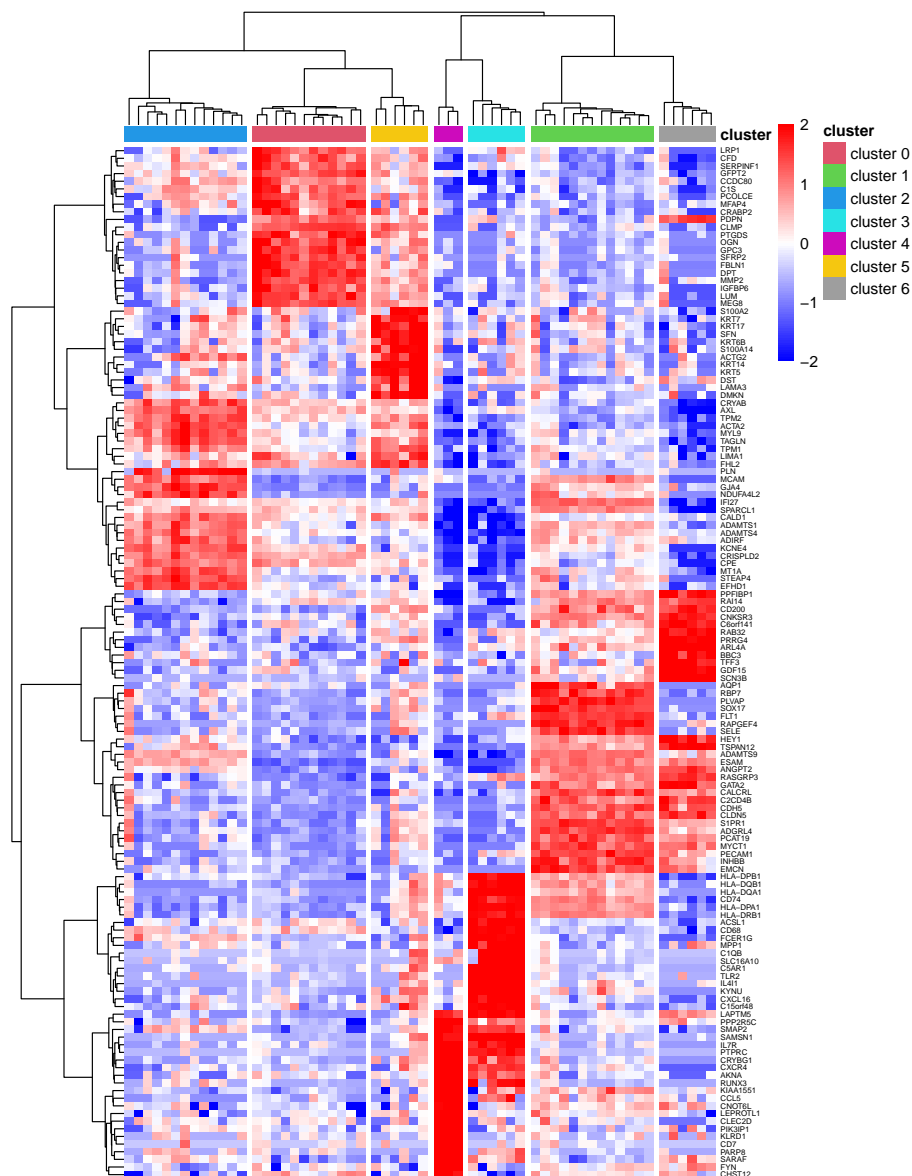 cluster
2
1
0
−1
−2
cluster
cluster 0
cluster 1
cluster 2
cluster 3
cluster 4
cluster 5
cluster 6
LRP1
CFD
SERPINF1
GFPT2
CCDC80
C1S
PCOLCE
MFAP4
CRABP2
PDPN
CLMP
PTGDS
OGN
GPC3
SFRP2
FBLN1
DPT
MMP2
IGFBP6
LUM
MEG8
S100A2
KRT7
KRT17
SFN
KRT6B
S100A14
ACTG2
KRT14
KRT5
DST
LAMA3
DMKN
CRYAB
AXL
TPM2
ACTA2
MYL9
TAGLN
TPM1
LIMA1
FHL2
PLN
MCAM
GJA4
NDUFA4L2
IFI27
SPARCL1
CALD1
ADAMTS1
ADAMTS4
ADIRF
KCNE4
CRISPLD2
CPE
MT1A
STEAP4
EFHD1
PPFIBP1
RAI14
CD200
CNKSR3
C6orf141
RAB32
PRRG4
ARL4A
BBC3
TFF3
GDF15
SCN3B
AQP1
RBP7
PLVAP
SOX17
FLT1
RAPGEF4
SELE
HEY1
TSPAN12
ADAMTS9
ESAM
ANGPT2
RASGRP3
GATA2
CALCRL
C2CD4B
CDH5
CLDN5
S1PR1
ADGRL4
PCAT19
MYCT1
PECAM1
INHBB
EMCN
HLA−DPB1
HLA−DQB1
HLA−DQA1
CD74
HLA−DPA1
HLA−DRB1
ACSL1
CD68
FCER1G
MPP1
C1QB
SLC16A10
C5AR1
TLR2
IL4I1
KYNU
CXCL16
C15orf48
LAPTM5
PPP2R5C
SMAP2
SAMSN1
IL7R
PTPRC
CRYBG1
CXCR4
AKNA
RUNX3
KIAA1551
CCL5
CNOT6L
LEPROTL1
CLEC2D
PIK3IP1
KLRD1
CD7
PARP8
SARAF
FYN
CHST12